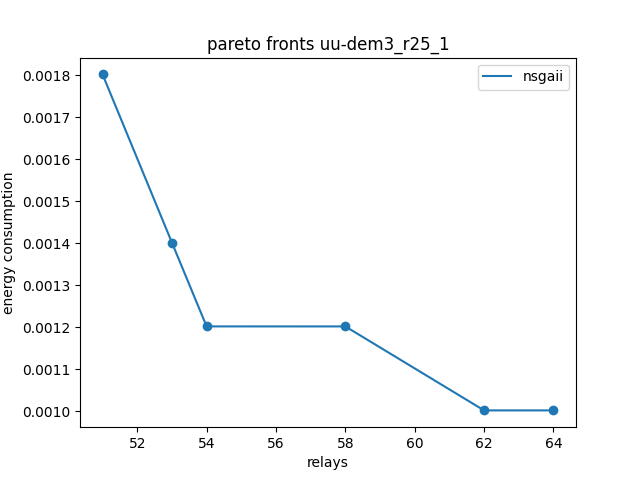 pareto fronts uu-dem3_r25_1
nsgaii
0.0018
0.0017
0.0016
0.0015
0.0014
0.0013
0.0012
0.0011
0.0010
energy consumption
52 54 56 58 60 62 64
relays